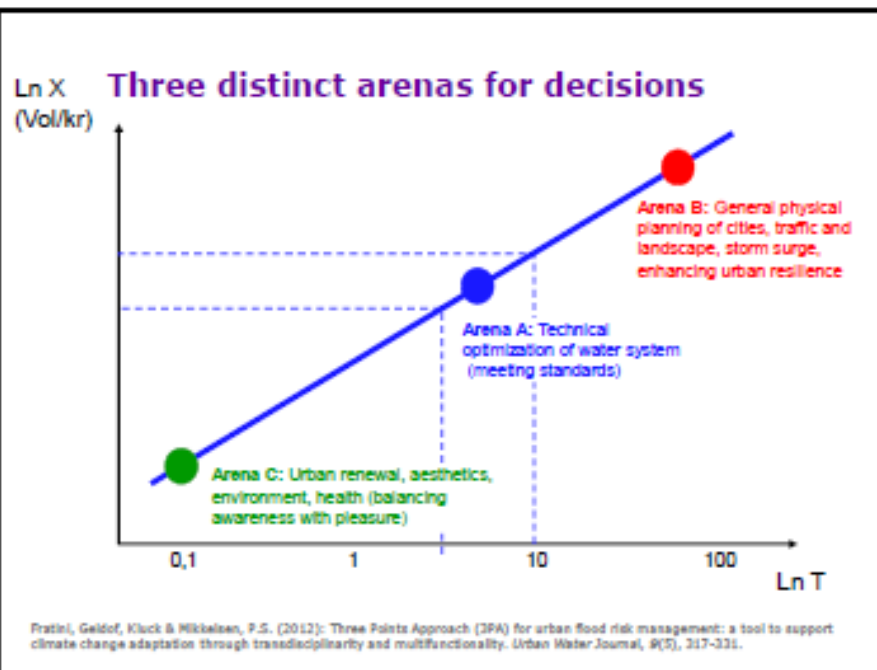 Ln X
(Vol/kr)
Three distinct arenas for decisions
Arena B: General physical
planning of cities, traffic and
landscape, storm surge,
enhancing urban resilience
Arena A: Technical
optimization of water system
(meeting standards)
Arena C: Urban renewal, aesthetics,
environment, health (balancing
awareness with pleasure)
0,1
1
10
100
Ln T
Fratini, Geldof, Kluck & Mikkelsen, P.S. (2012): Three Points Approach (3PA) for urban flood risk management: a tool to support
climate change adaptation through transdisciplinarity and multifunctionality. Urban Water Journal, 9(5), 317-331.